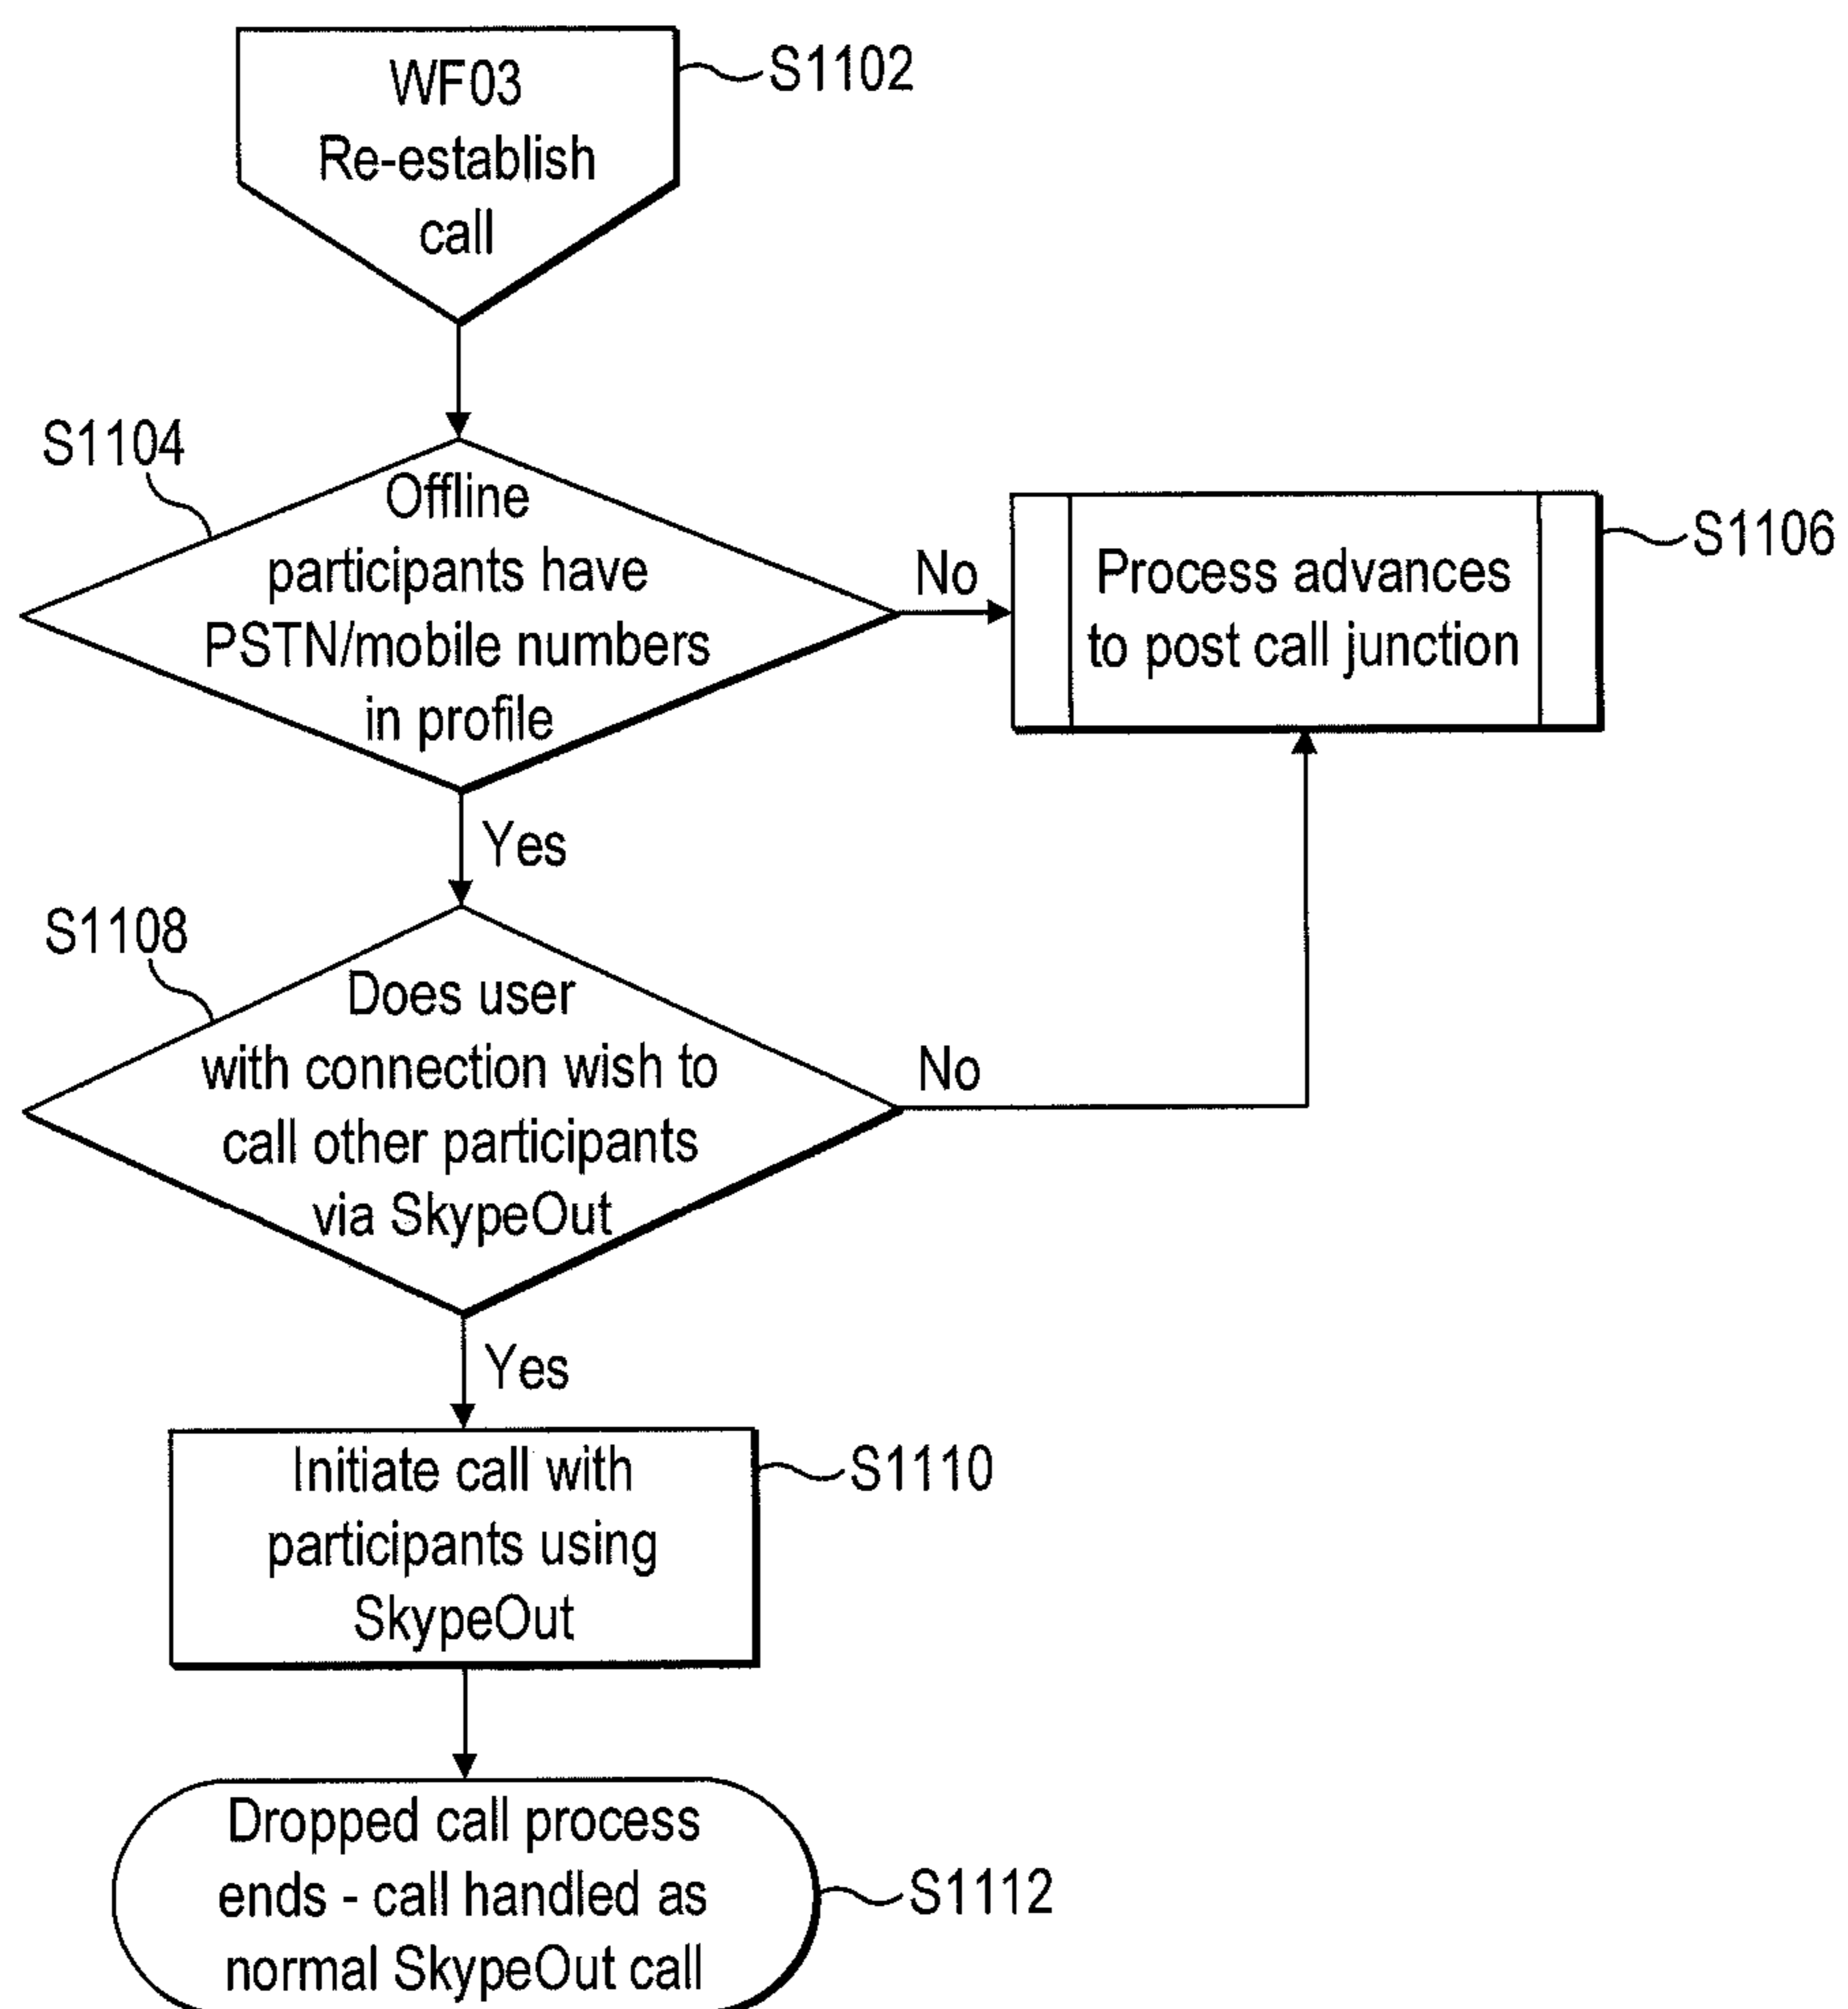 WF03
Re-establish
call
S1102
S1104
Offline
participants have
PSTN/mobile numbers
in profile
No
Process advances
to post call junction
S1106
Yes
S1108
Does user
with connection wish to
call other participants
via SkypeOut
No
Yes
Initiate call with
participants using
SkypeOut
S1110
Dropped call process
ends - call handled as
normal SkypeOut call
S1112